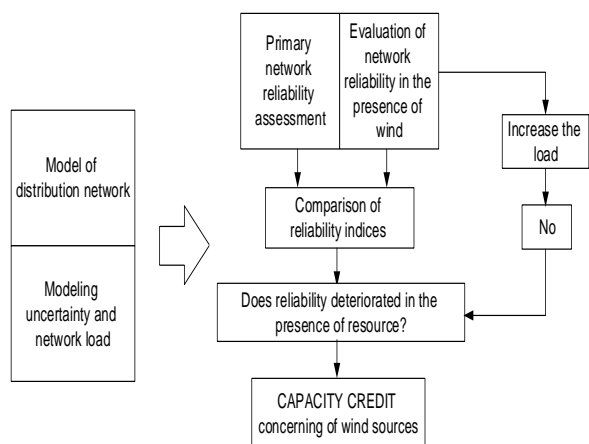 Primary
network
reliability
assessment
Evaluation of
network
reliability in the
presence of
wind
Increase the
load
Model of
distribution network
Comparison of
reliability indices
No
Modeling
uncertainty and
network load
Does reliability deteriorated in the
presence of resource?
CAPACITY CREDIT
concerning of wind sources